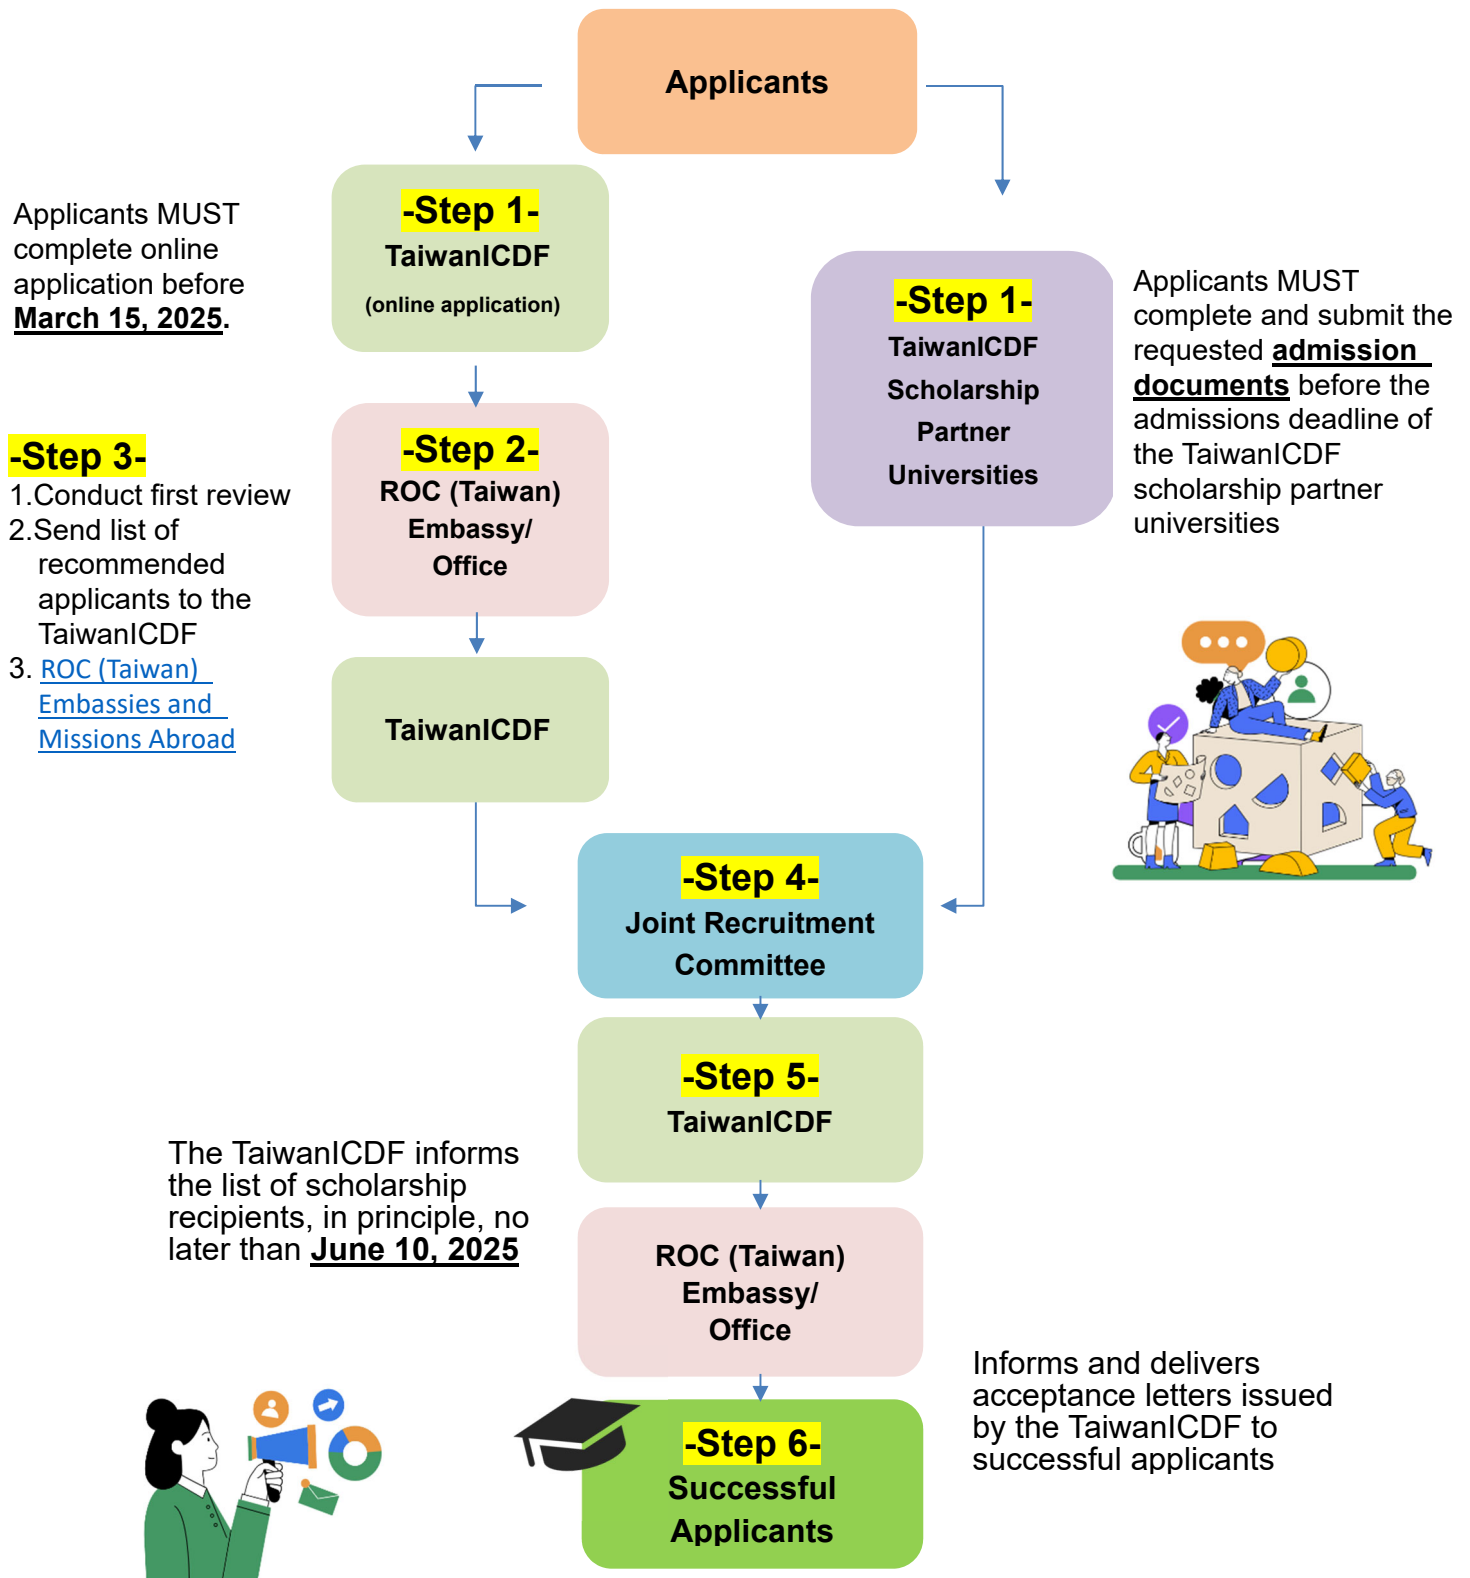 Applicants
-Step 1-
TaiwanICDF
(online application)
Applicants MUST
complete online
application before
March 15, 2025.
-Step 1-
TaiwanICDF
Scholarship
Partner
Universities
Applicants MUST
complete and submit the
requested admission
documents before the
admissions deadline of
the TaiwanICDF
scholarship partner
universities
-Step 2-
ROC (Taiwan)
Embassy/
Office
-Step 3-
1.Conduct first review
2.Send list of
recommended
applicants to the
TaiwanICDF
3. ROC (Taiwan)
Embassies and
Missions Abroad
TaiwanICDF
-Step 4-
Joint Recruitment
Committee
-Step 5-
TaiwanICDF
The TaiwanICDF informs
the list of scholarship
recipients, in principle, no
later than June 10, 2025
ROC (Taiwan)
Embassy/
Office
Informs and delivers
acceptance letters issued
by the TaiwanICDF to
successful applicants
-Step 6-
Successful
Applicants